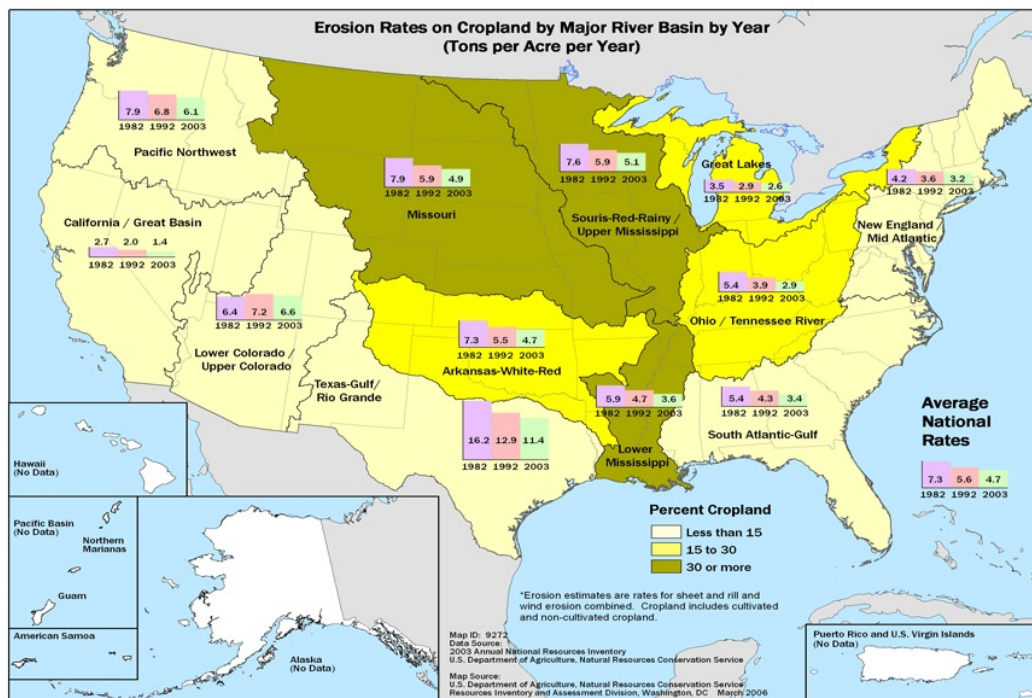 Erosion Rates on Cropland by Major River Basin by Year
(Tons per Acre per Year)
7.9 6.8 6.1
1982 1992 2003
Pacific Northwest
7.9 5.9 4.9
1982 1992 2003
Missouri
7.6 5.9 5.1
1982 1992 2003
Souris-Red-Rainy /
Upper Mississippi
Great Lakes
3.5 2.9 2.6
1982 1992 2003
4.2 3.6 3.2
1982 1992 2003
New England /
Mid Atlantic
California / Great Basin
2.7 2.0 1.4
1982 1992 2003
6.4 7.2 6.6
1982 1992 2003
Lower Colorado /
Upper Colorado
5.4 3.9 2.9
1982 1992 2003
Ohio / Tennessee River
7.3 5.5 4.7
1982 1992 2003
Arkansas-White-Red
Texas-Gulf/
Rio Grande
16.2 12.9 11.4
1982 1992 2003
5.9 4.7 3.6
1982 1992 2003
Lower
Mississippi
5.4 4.3 3.4
1982 1992 2003
South Atlantic-Gulf
Average
National
Rates
7.3 5.6 4.7
1982 1992 2003
Hawaii
(No Data)
Pacific Basin
(No Data)
Northern
Marianas
Guam
American Samoa
Alaska
(No Data)
Percent Cropland
Less than 15
15 to 30
30 or more
*Erosion estimates are rates for sheet and rill and
wind erosion combined. Cropland includes cultivated
and non-cultivated cropland.
Map ID: 9272
Data Source:
2003 Annual National Resources Inventory
U.S. Department of Agriculture, Natural Resources Conservation Service
Map Source:
U.S. Department of Agriculture, Natural Resources Conservation Service
Resources Inventory and Assessment Division, Washington, DC March 2006
Puerto Rico and U.S. Virgin Islands
(No Data)